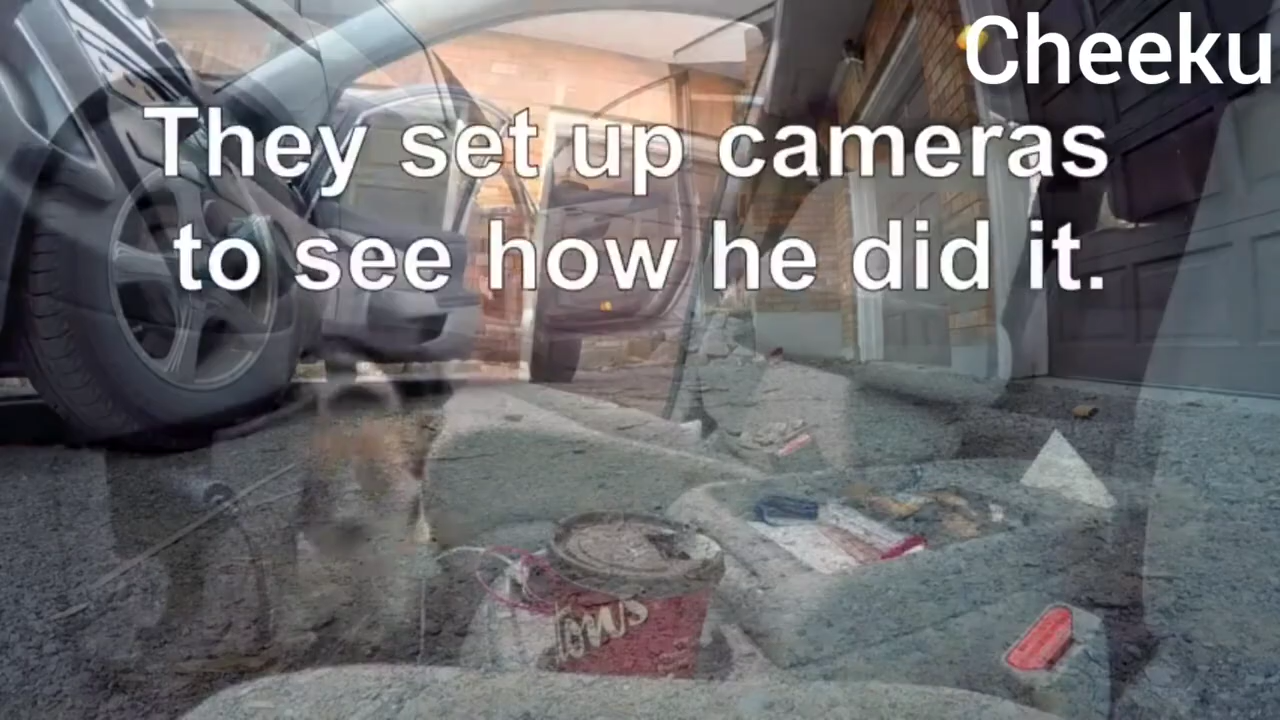 Cheeku
They set up cameras
to see how he did it.